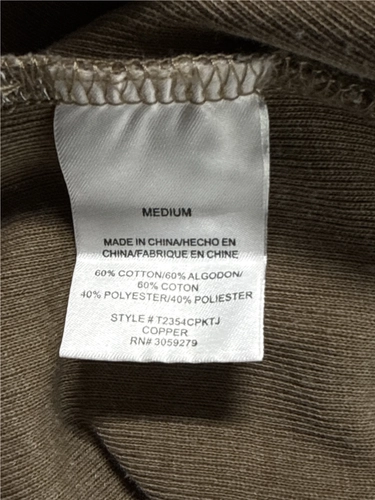 MEDIUM
MADE IN CHINA/HECHO EN
CHINA/FABRIQUE EN CHINE
60% COTTON/60% ALGODON/
60% COTON
40% POLYESTER/40% POLIESTER
STYLE # T2354CPKTJ
COPPER
RN# 3059279